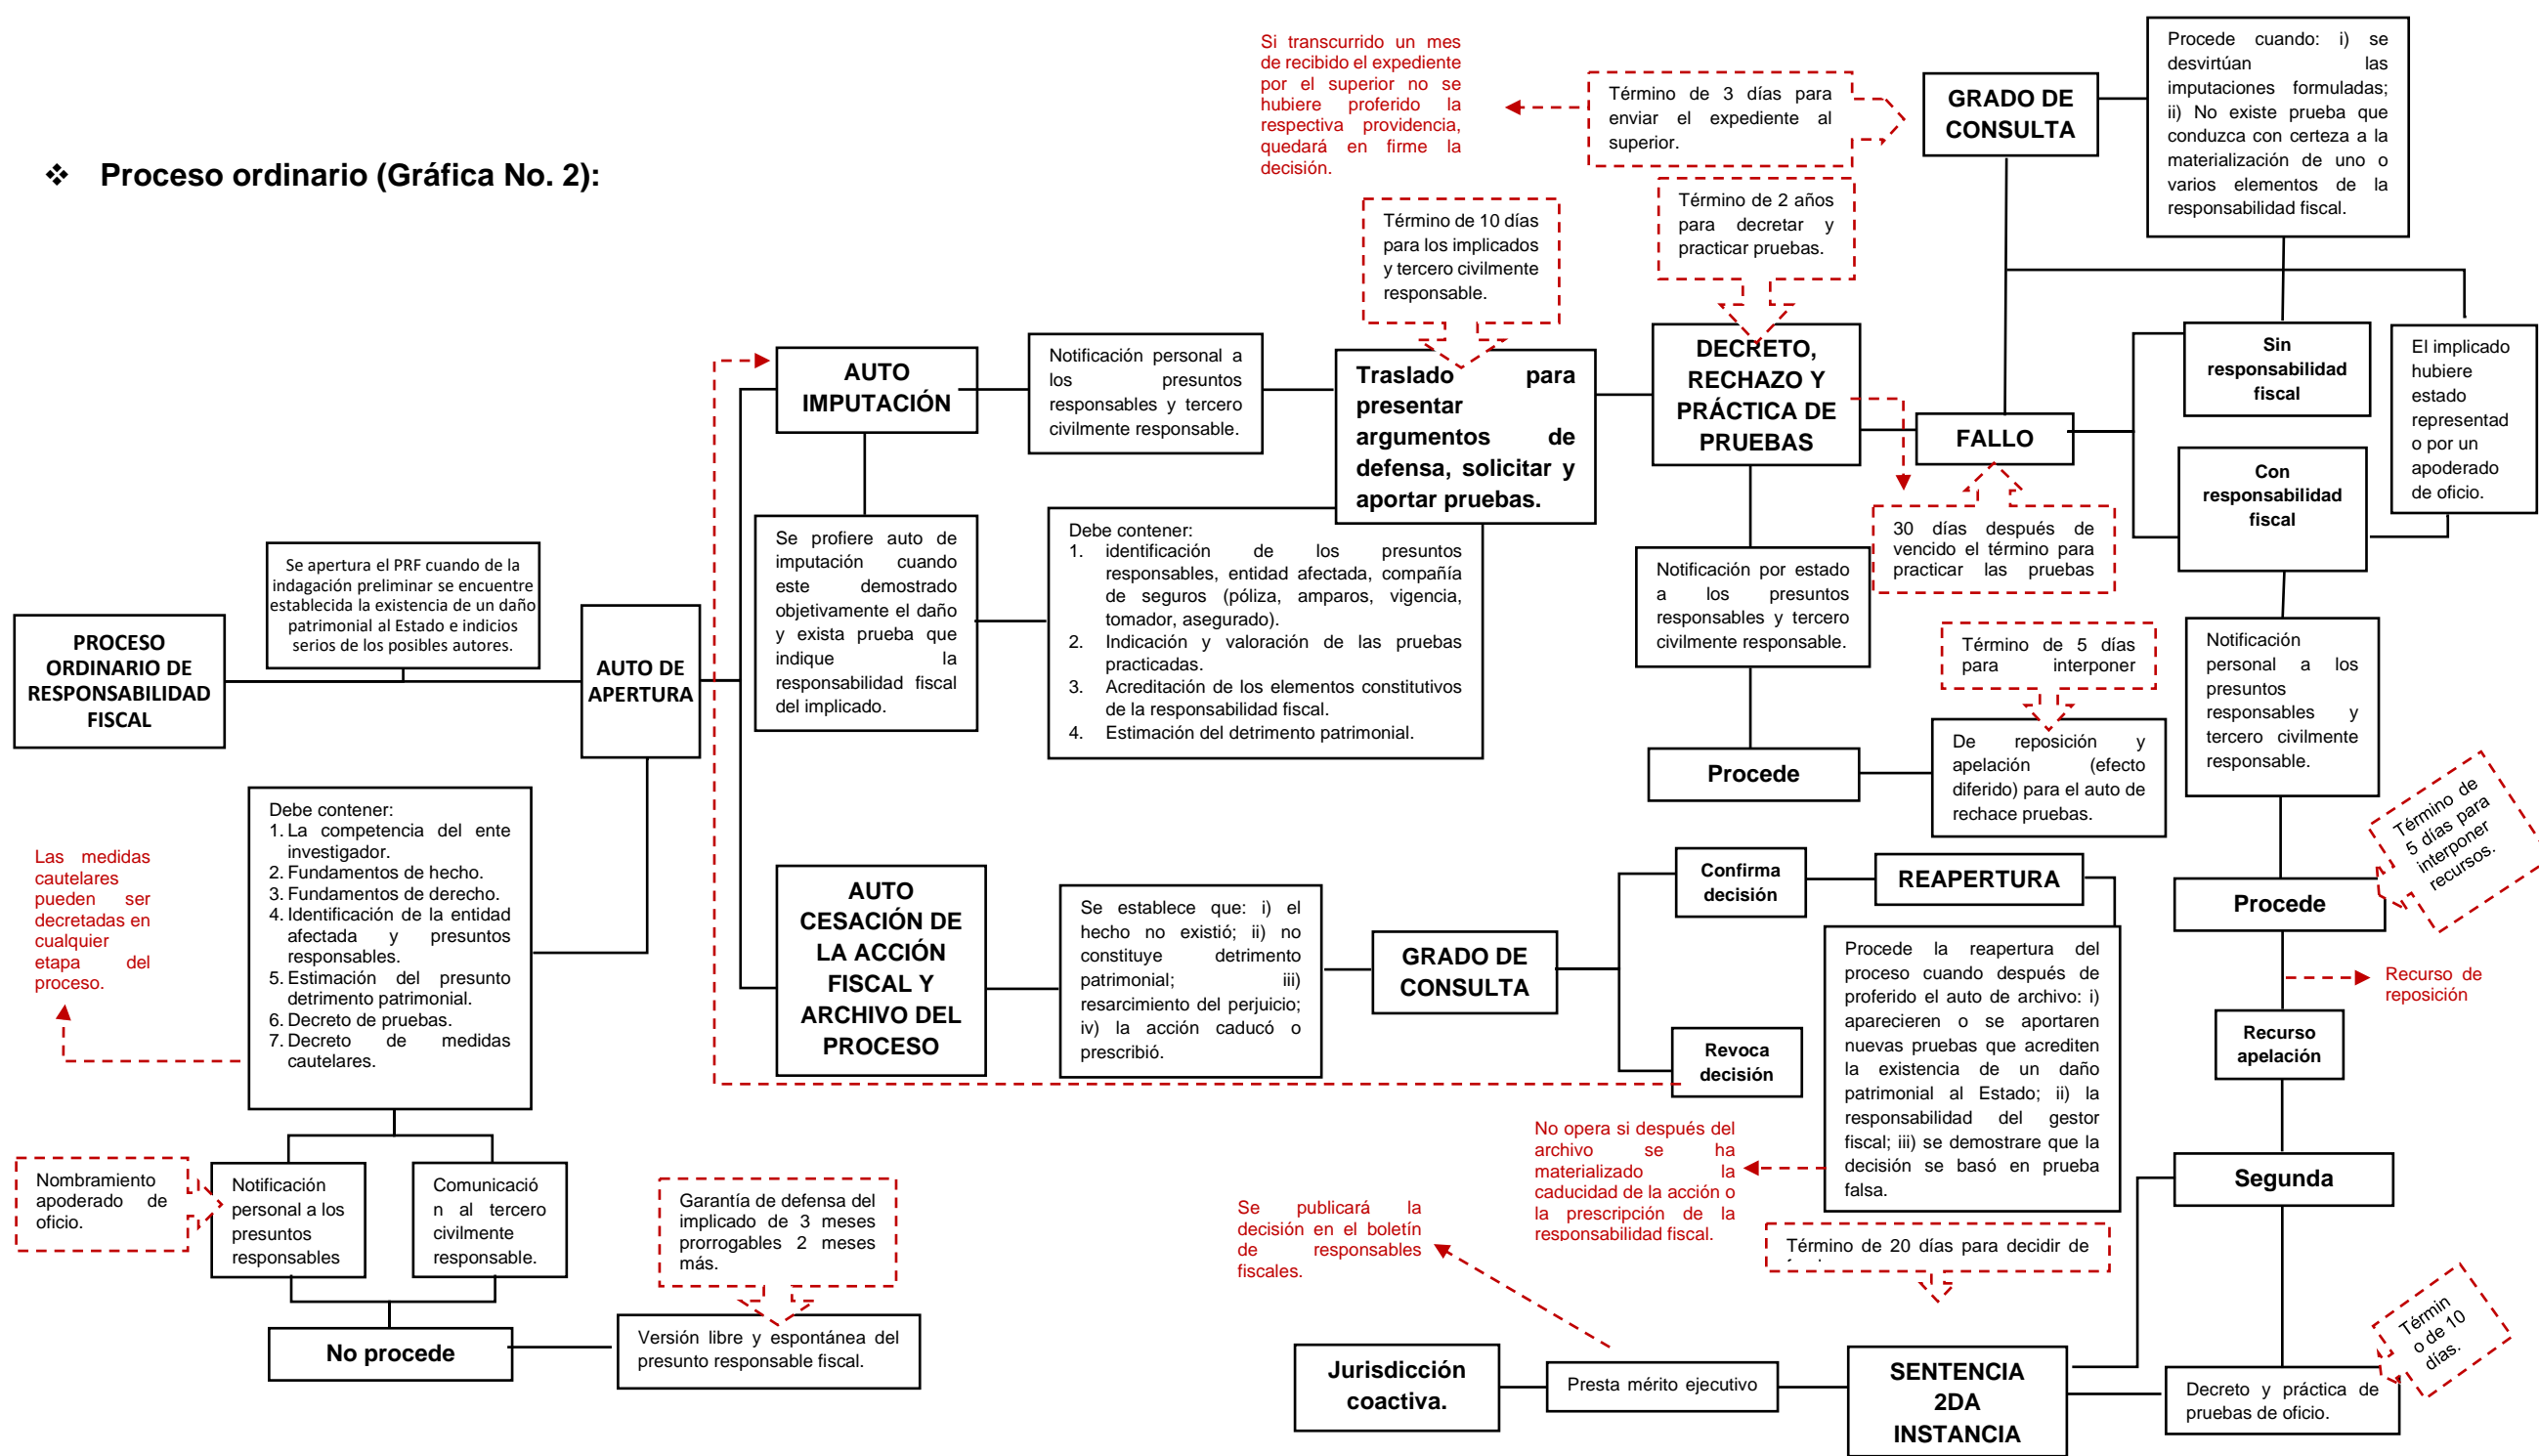 ❖ Proceso ordinario (Gráfica No. 2):
Si transcurrido un mes
de recibido el expediente
por el superior no se
hubiere proferido la
respectiva providencia,
quedará en firme la
decisión.
Término de 3 días para
enviar el expediente al
superior.
GRADO DE
CONSULTA
Procede cuando: i) se
desvirtúan las
imputaciones formuladas;
ii) No existe prueba que
conduzca con certeza a la
materialización de uno o
varios elementos de la
responsabilidad fiscal.
Término de 10 días
para los implicados
y tercero civilmente
responsable.
Término de 2 años
para decretar y
practicar pruebas.
AUTO
IMPUTACIÓN
Notificación personal a
los presuntos
responsables y tercero
civilmente responsable.
Traslado para
presentar
argumentos de
defensa, solicitar y
aportar pruebas.
DECRETO,
RECHAZO Y
PRÁCTICA DE
PRUEBAS
FALLO
Sin
responsabilidad
fiscal
Con
responsabilidad
fiscal
El implicado
hubiere
estado
representad
o por un
apoderado
de oficio.
30 días después de
vencido el término para
practicar las pruebas
Se profiere auto de
imputación cuando
este demostrado
objetivamente el daño
y exista prueba que
indique la
responsabilidad fiscal
del implicado.
Debe contener:
1. identificación de los presuntos
responsables, entidad afectada, compañía
de seguros (póliza, amparos, vigencia,
tomador, asegurado).
2. Indicación y valoración de las pruebas
practicadas.
3. Acreditación de los elementos constitutivos
de la responsabilidad fiscal.
4. Estimación del detrimento patrimonial.
Notificación por estado
a los presuntos
responsables y tercero
civilmente responsable.
Término de 5 días
para interponer
Procede
De reposición y
apelación (efecto
diferido) para el auto de
rechace pruebas.
Notificación
personal a los
presuntos
responsables y
tercero civilmente
responsable.
Término de
5 días para
interponer
recursos.
Procede
Recurso de
reposición
Recurso
apelación
Segunda
Término
de 10
días.
Decreto y práctica de
pruebas de oficio.
PROCESO
ORDINARIO DE
RESPONSABILIDAD
FISCAL
Se apertura el PRF cuando de la
indagación preliminar se encuentre
establecida la existencia de un daño
patrimonial al Estado e indicios
serios de los posibles autores.
AUTO DE
APERTURA
Debe contener:
1. La competencia del ente
investigador.
2. Fundamentos de hecho.
3. Fundamentos de derecho.
4. Identificación de la entidad
afectada y presuntos
responsables.
5. Estimación del presunto
detrimento patrimonial.
6. Decreto de pruebas.
7. Decreto de medidas
cautelares.
Las medidas
cautelares
pueden ser
decretadas en
cualquier
etapa del
proceso.
Nombramiento
apoderado de
oficio.
Notificación
personal a los
presuntos
responsables
Comunicació
n al tercero
civilmente
responsable.
No procede
Garantía de defensa del
implicado de 3 meses
prorrogables 2 meses
más.
Versión libre y espontánea del
presunto responsable fiscal.
AUTO
CESACIÓN DE
LA ACCIÓN
FISCAL Y
ARCHIVO DEL
PROCESO
Se establece que: i) el
hecho no existió; ii) no
constituye detrimento
patrimonial; iii)
resarcimiento del perjuicio;
iv) la acción caducó o
prescribió.
GRADO DE
CONSULTA
Confirma
decisión
Revoca
decisión
REAPERTURA
Procede la reapertura del
proceso cuando después de
proferido el auto de archivo: i)
aparecieren o se aportaren
nuevas pruebas que acrediten
la existencia de un daño
patrimonial al Estado; ii) la
responsabilidad del gestor
fiscal; iii) se demostrare que la
decisión se basó en prueba
falsa.
No opera si después del
archivo se ha
materializado la
caducidad de la acción o
la prescripción de la
responsabilidad fiscal.
Término de 20 días para decidir de
Se publicará la
decisión en el boletín
de responsables
fiscales.
Jurisdicción
coactiva.
Presta mérito ejecutivo
SENTENCIA
2DA
INSTANCIA